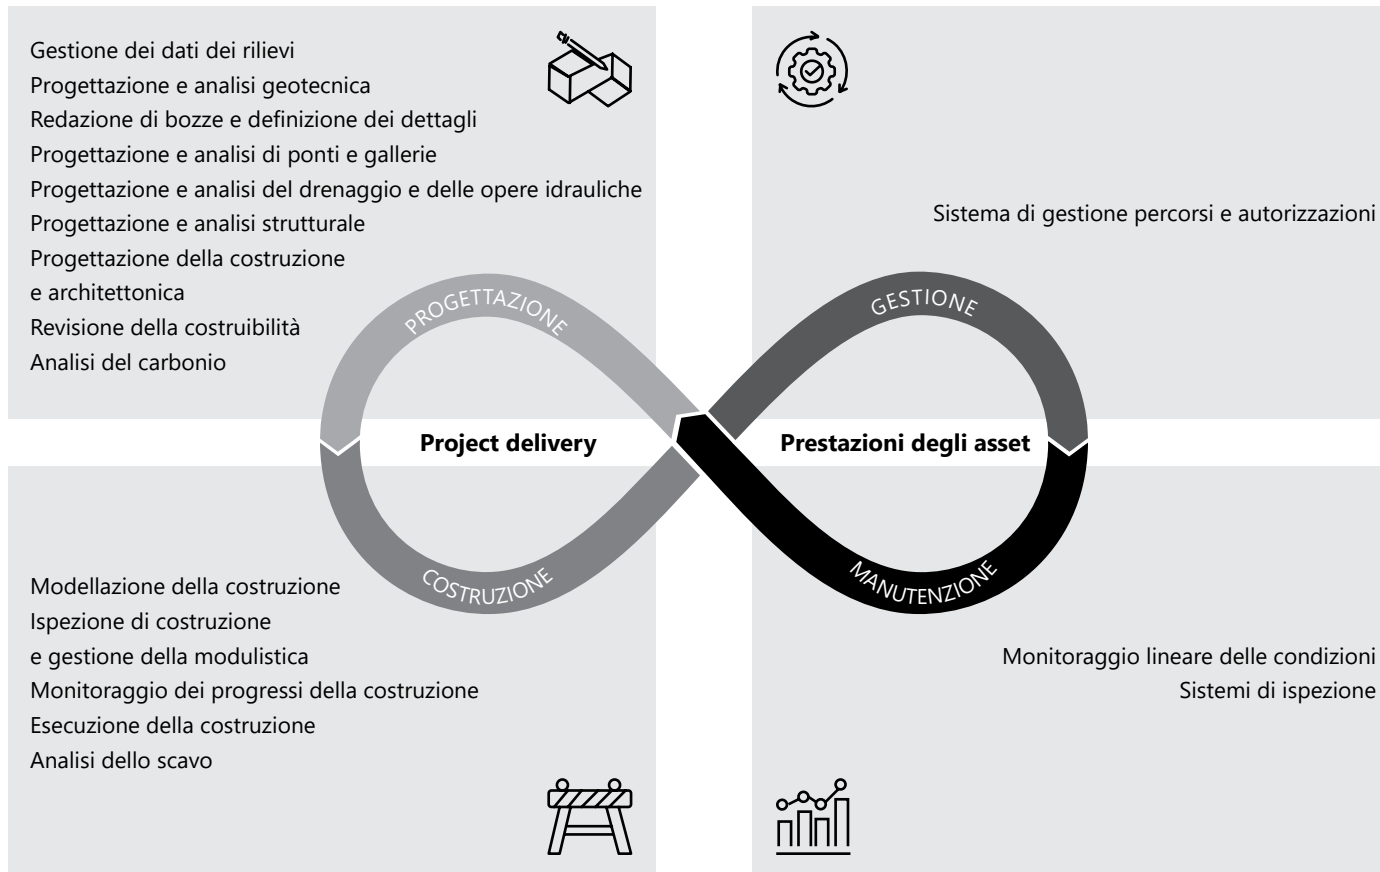 Gestione dei dati dei rilievi
Progettazione e analisi geotecnica
Redazione di bozze e definizione dei dettagli
Progettazione e analisi di ponti e gallerie
Progettazione e analisi del drenaggio e delle opere idrauliche
Progettazione e analisi strutturale
Progettazione della costruzione
e architettonica
Revisione della costruibilità
Analisi del carbonio
Sistema di gestione percorsi e autorizzazioni
PROGETTAZIONE
GESTIONE
Project delivery
Prestazioni degli asset
COSTRUZIONE
MANUTENZIONE
Modellazione della costruzione
Ispezione di costruzione
e gestione della modulistica
Monitoraggio dei progressi della costruzione
Esecuzione della costruzione
Analisi dello scavo
Monitoraggio lineare delle condizioni
Sistemi di ispezione